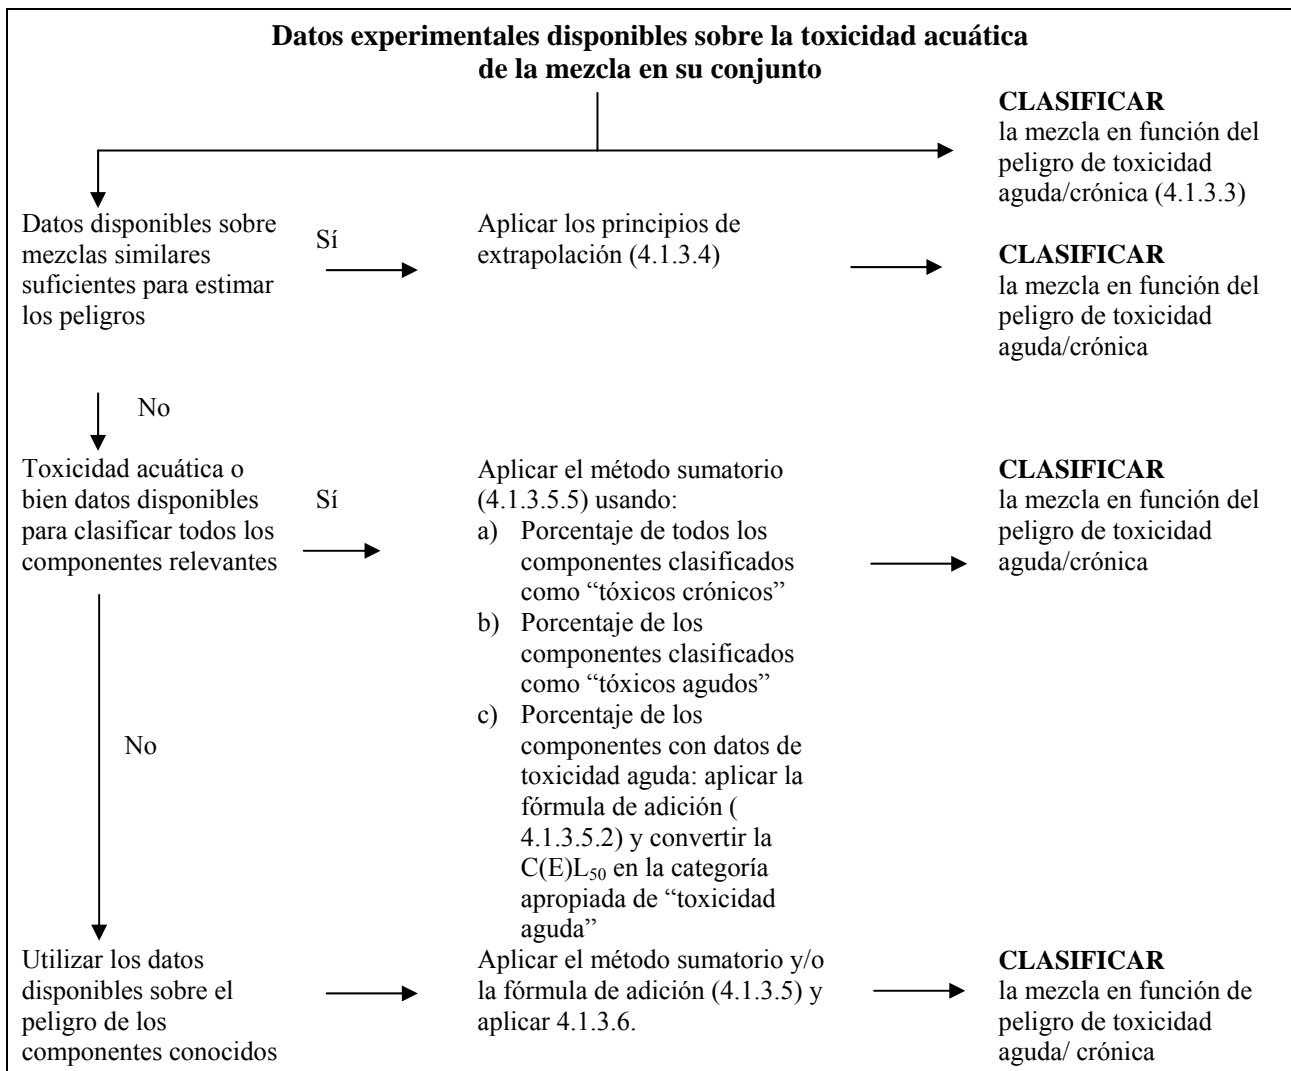 Datos experimentales disponibles sobre la toxicidad acuática
de la mezcla en su conjunto
CLASIFICAR
la mezcla en función del
peligro de toxicidad
aguda/crónica (4.1.3.3)
Datos disponibles sobre
mezclas similares
suficientes para estimar
los peligros
Sí
Aplicar los principios de
extrapolación (4.1.3.4)
CLASIFICAR
la mezcla en función del
peligro de toxicidad
aguda/crónica
No
Toxicidad acuática o
bien datos disponibles
para clasificar todos los
componentes relevantes
Sí
Aplicar el método sumatorio
(4.1.3.5.5) usando:
a) Porcentaje de todos los
componentes clasificados
como “tóxicos crónicos”
b) Porcentaje de los
componentes clasificados
como “tóxicos agudos”
c) Porcentaje de los
componentes con datos de
toxicidad aguda: aplicar la
fórmula de adición (
4.1.3.5.2) y convertir la
C(E)L50 en la categoría
apropiada de “toxicidad
aguda”
CLASIFICAR
la mezcla en función del
peligro de toxicidad
aguda/crónica
No
Utilizar los datos
disponibles sobre el
peligro de los
componentes conocidos
Aplicar el método sumatorio y/o
la fórmula de adición (4.1.3.5) y
aplicar 4.1.3.6.
CLASIFICAR
la mezcla en función de
peligro de toxicidad
aguda/ crónica